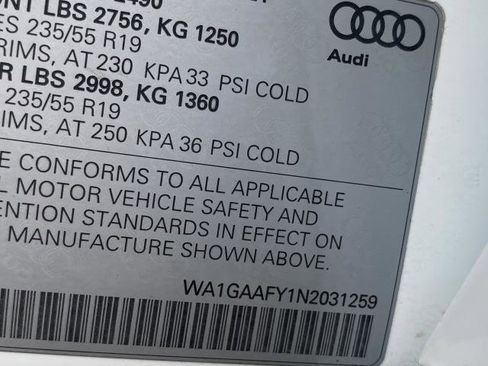 2490
ONT LBS 2756, KG 1250
ES 235/55 R19
RIMS, AT 230 KPA 33 PSI COLD
R LBS 2998, KG 1360
235/55 R19
IMS, AT 250 KPA 36 PSI COLD
Audi
E CONFORMS TO ALL APPLICABLE
L MOTOR VEHICLE SAFETY AND
ENTION STANDARDS IN EFFECT ON
MANUFACTURE SHOWN ABOVE.
WA1GAAFY1N2031259